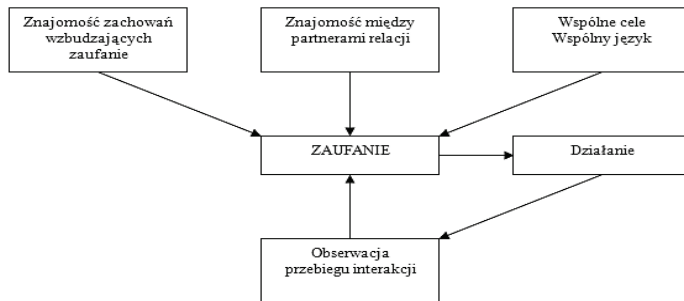 Znajomość zachowań
wzbudzających
zaufanie
Znajomość między
partnerami relacji
Wspólne cele
Wspólny język
ZAUFANIE
Działanie
Obserwacja
przebiegu interakcji